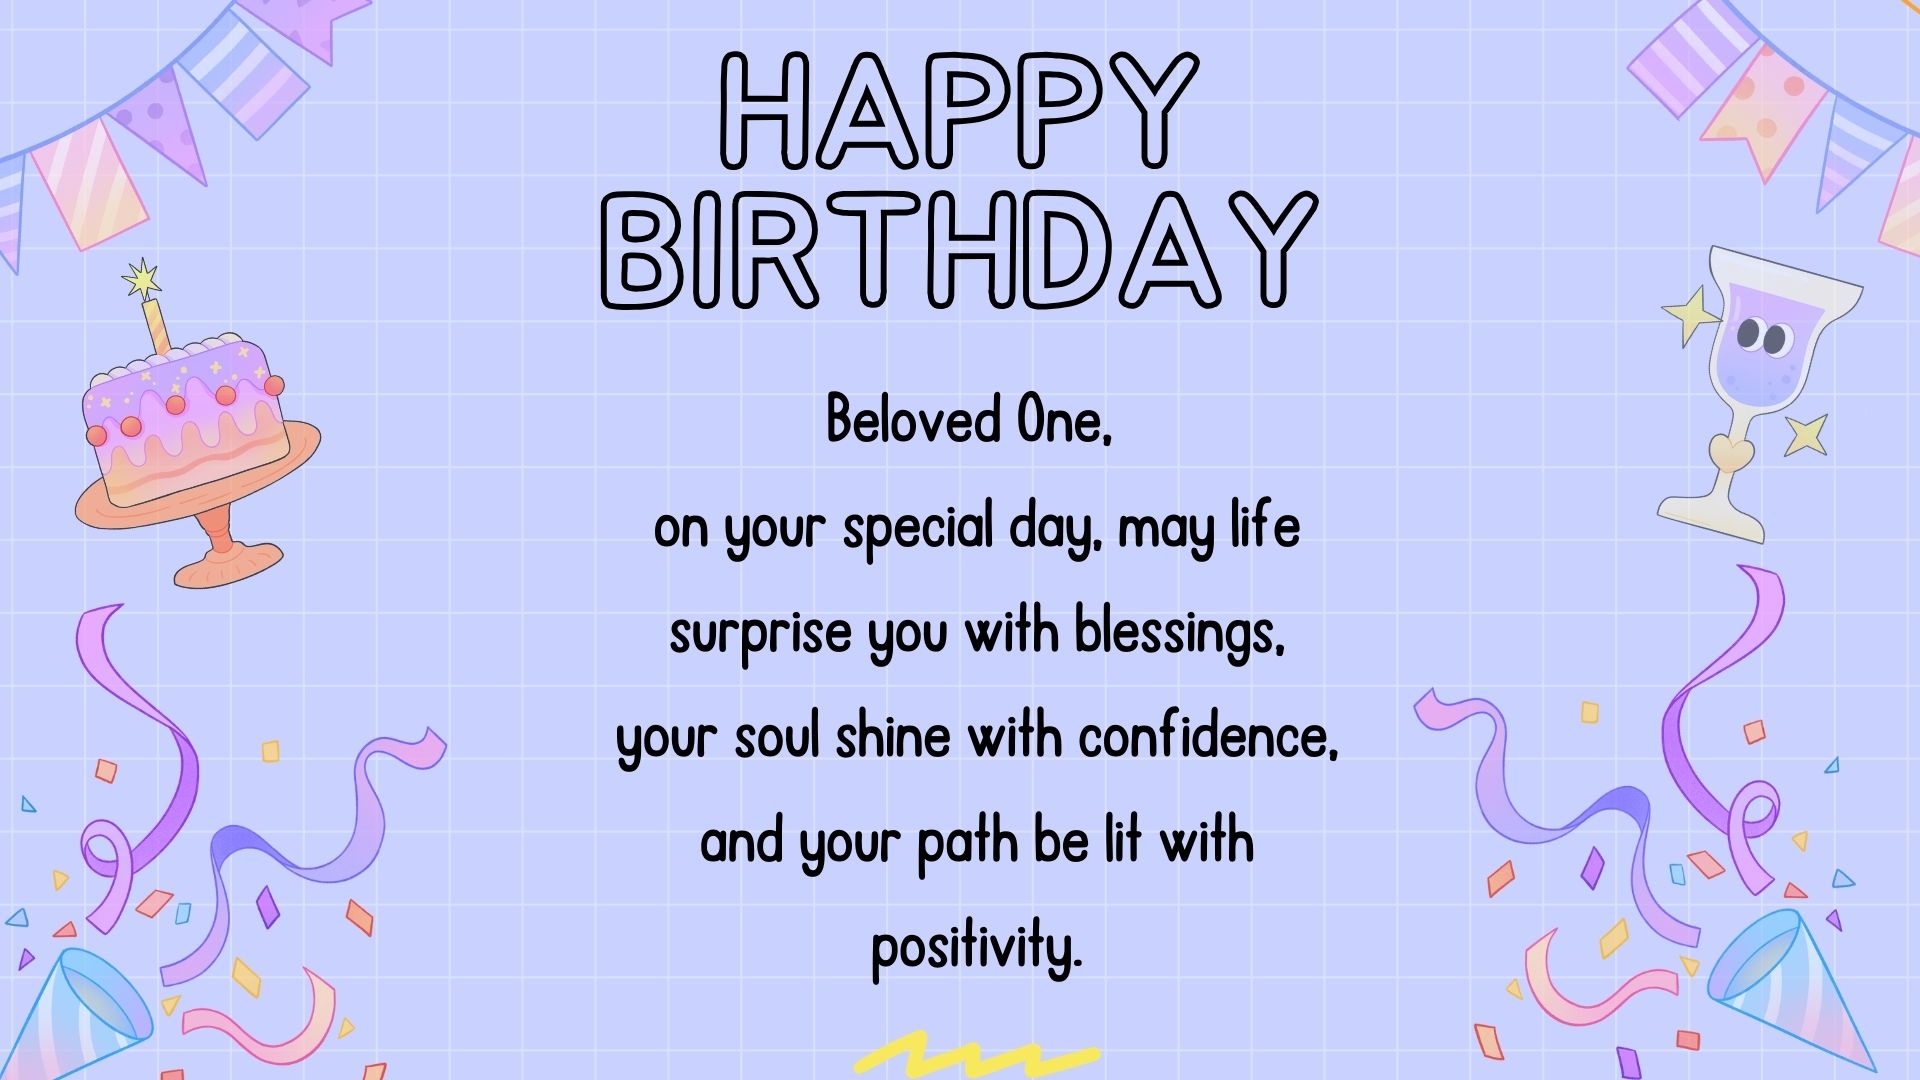 HAPPY
BIRTHDAY
Beloved One,
on your special day, may life
surprise you with blessings,
your soul shine with confidence,
and your path be lit with
positivity.